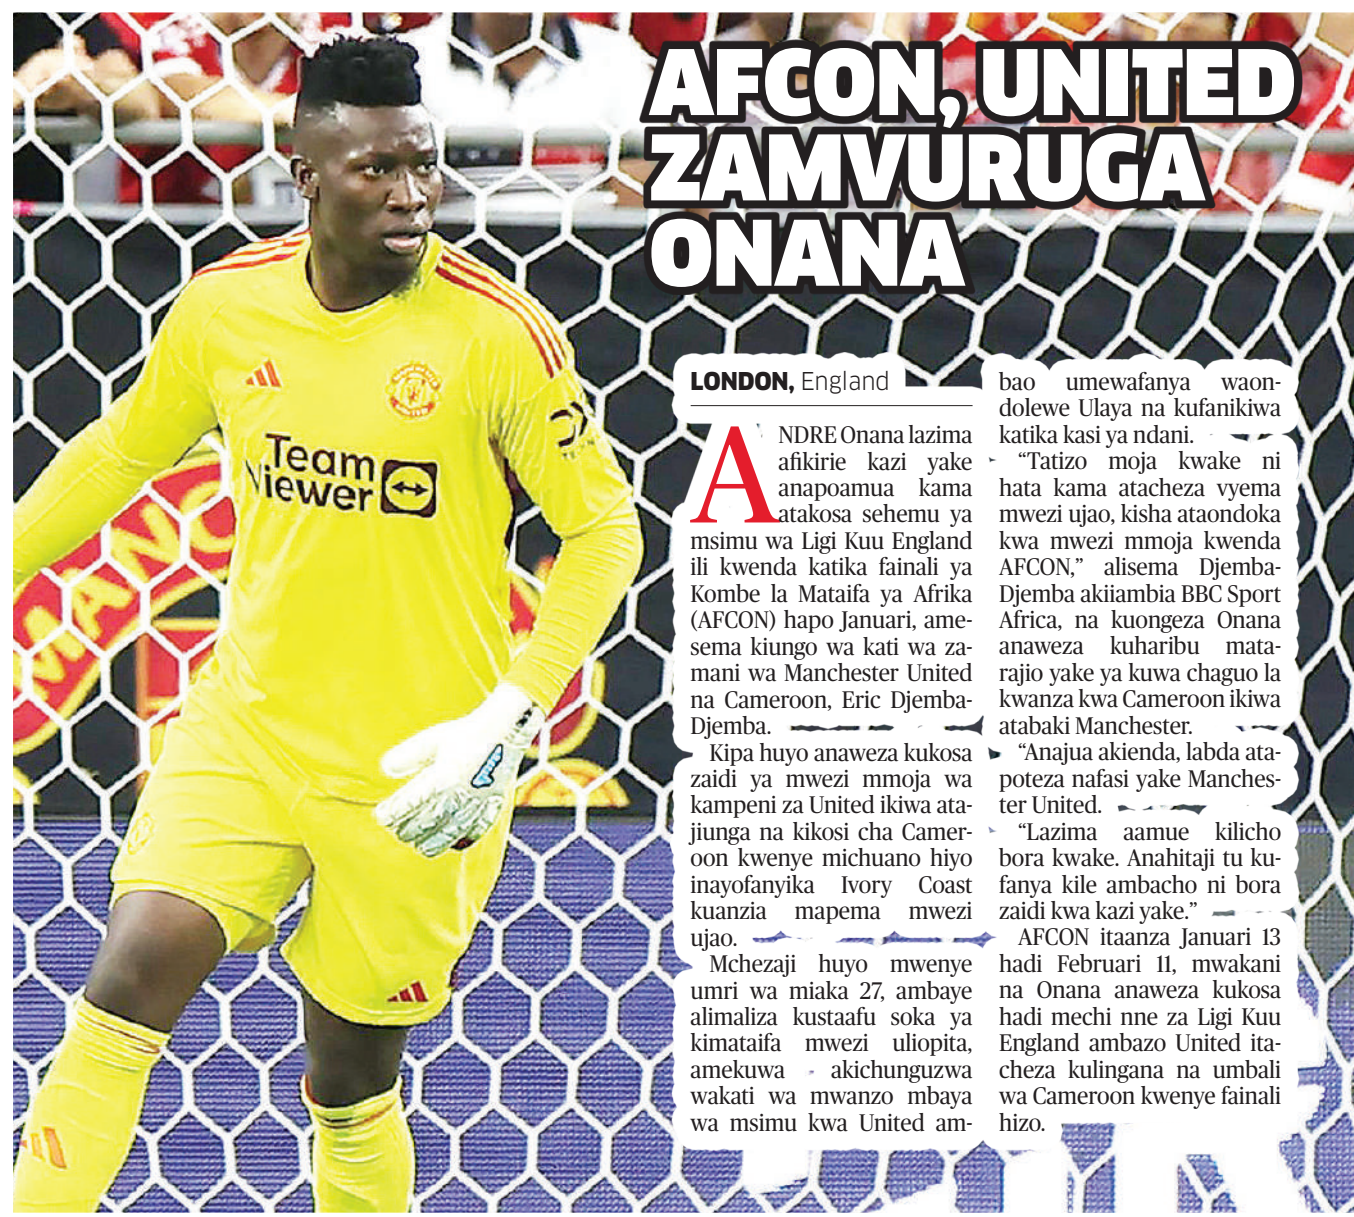 AFCON, UNITED
ZAMVURUGA
ONANA
LONDON, England
ANDRE Onana lazima
afikirie kazi yake
anapoamua kama
atakosa sehemu ya
msimu wa Ligi Kuu England
ili kwenda katika fainali ya
Kombe la Mataifa ya Afrika
(AFCON) hapo Januari, ame-
sema kiungo wa kati wa za-
mani wa Manchester United
na Cameroon, Eric Djemba-
Djemba.
Kipa huyo anaweza kukosa
zaidi ya mwezi mmoja wa
kampeni za United ikiwa ata-
jiunga na kikosi cha Camer-
oon kwenye michuano hiyo
inayofanyika Ivory Coast
kuanzia mapema mwezi
ujao.
Mchezaji huyo mwenye
umri wa miaka 27, ambaye
alimaliza kustaafu soka ya
kimataifa mwezi uliopita,
amekuwa akichunguzwa
wakati wa mwanzo mbaya
wa msimu kwa United am-
bao umewafanya waon-
dolewe Ulaya na kufanikiwa
katika kasi ya ndani.
“Tatizo moja kwake ni
hata kama atacheza vyema
mwezi ujao, kisha ataondoka
kwa mwezi mmoja kwenda
AFCON,” alisema Djemba-
Djemba akiiambia BBC Sport
Africa, na kuongeza Onana
anaweza kuharibu mata-
rajio yake ya kuwa chaguo la
kwanza kwa Cameroon ikiwa
atabaki Manchester.
“Anajua akienda, labda ata-
poteza nafasi yake Manches-
ter United.
“Lazima aamue kilicho
bora kwake. Anahitaji tu ku-
fanya kile ambacho ni bora
zaidi kwa kazi yake.”
AFCON itaanza Januari 13
hadi Februari 11, mwakani
na Onana anaweza kukosa
hadi mechi nne za Ligi Kuu
England ambazo United ita-
cheza kulingana na umbali
wa Cameroon kwenye fainali
hizo.
Team
Viewer
MANC